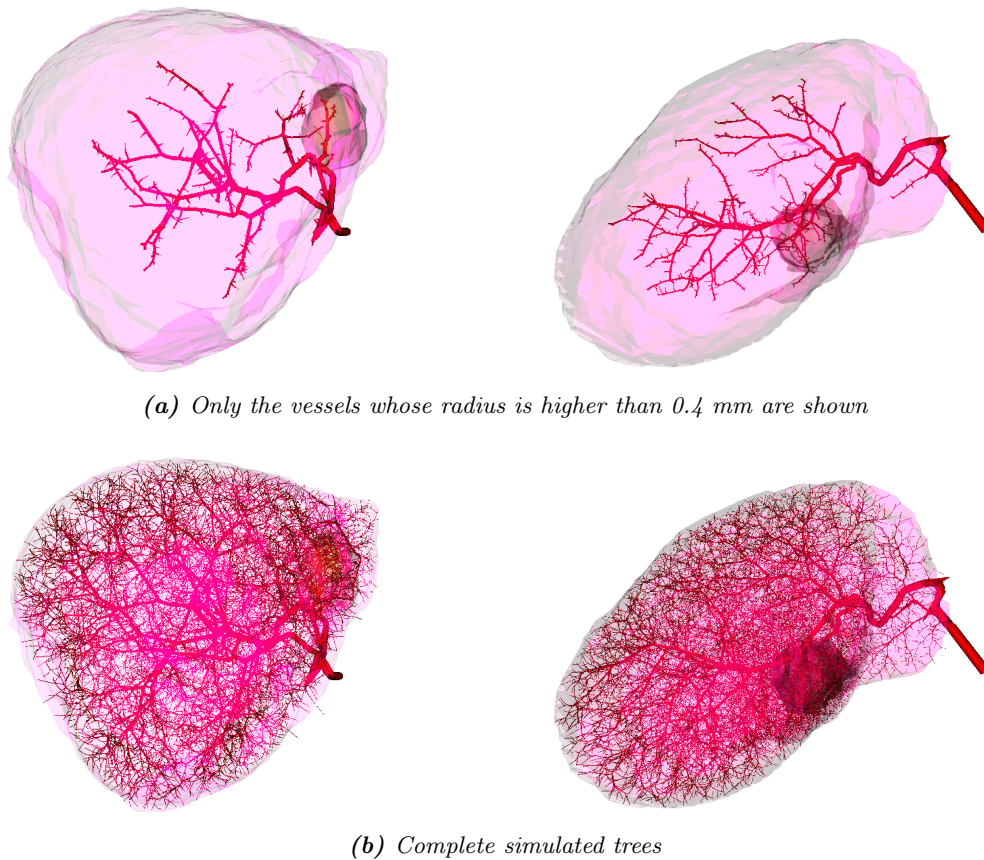 (a) Only the vessels whose radius is higher than 0.4 mm are shown
(b) Complete simulated trees